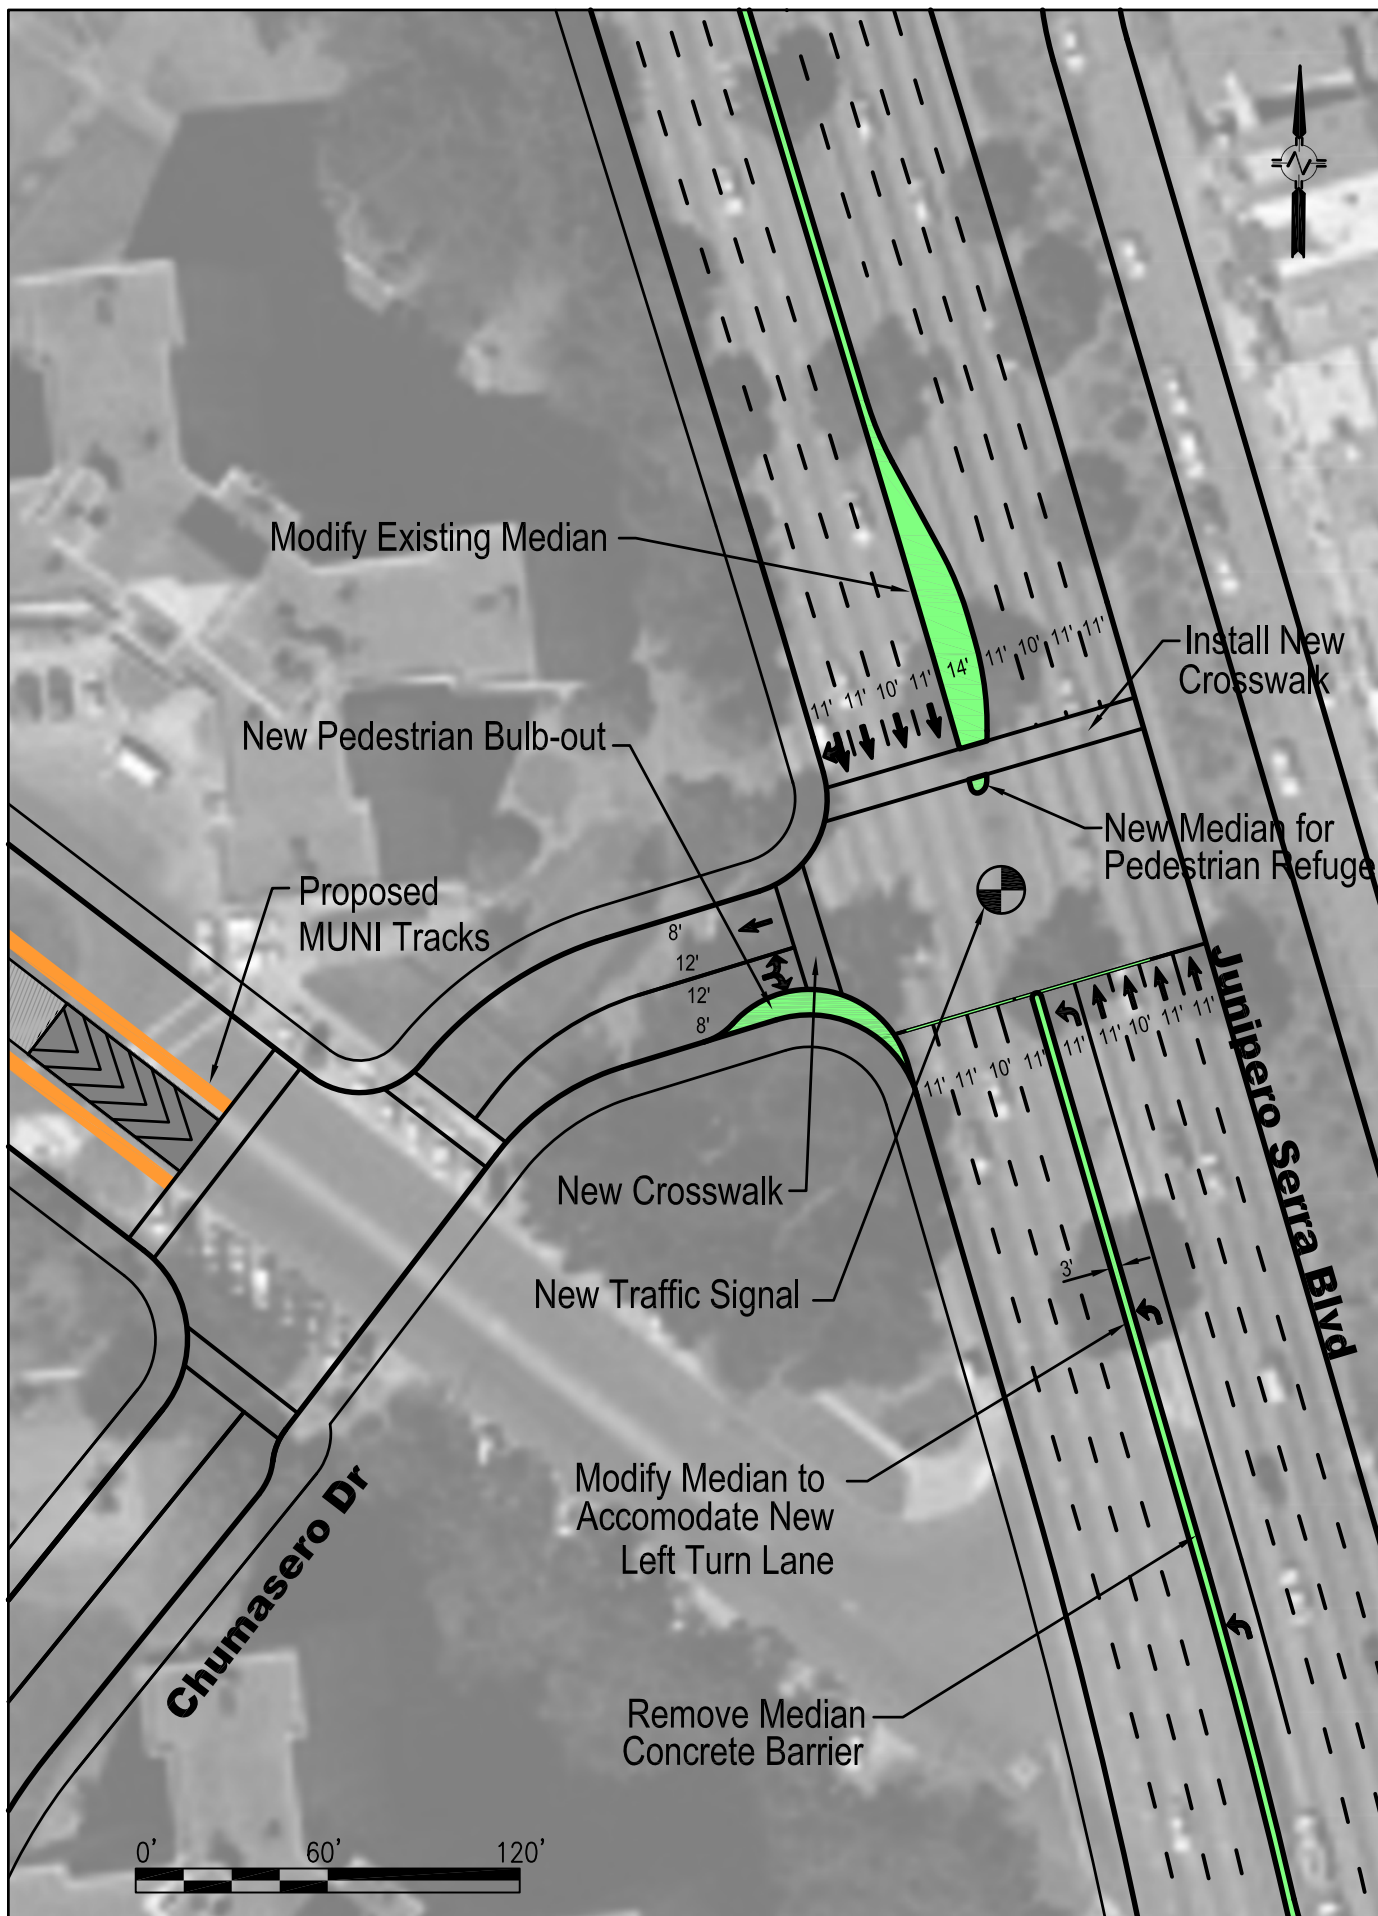 N
Modify Existing Median
11' 11' 10' 11' 14' 11' 10' 11' 11'
Install New
Crosswalk
New Pedestrian Bulb-out
New Median for
Pedestrian Refuge
Proposed
MUNI Tracks
8'
12'
12'
8'
11' 11' 10' 11' 11' 11' 10' 11' 11'
Junipero Serra Blvd
New Crosswalk
3'
New Traffic Signal
Modify Median to
Accomodate New
Left Turn Lane
Chumasero Dr
Remove Median
Concrete Barrier
0' 60' 120'